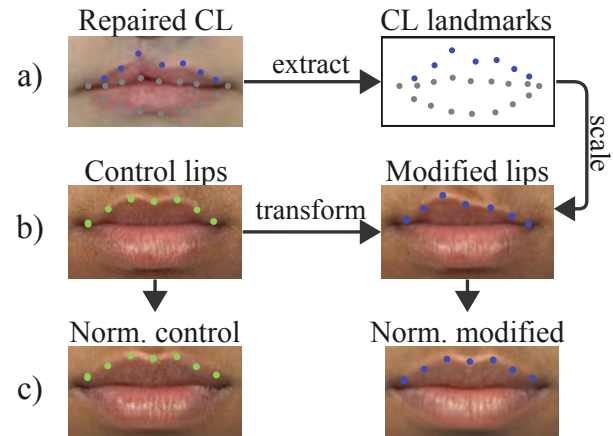 Repaired CL CL landmarks
a) extract
scale
Control lips Modified lips
b) transform
Norm. control Norm. modified
c)